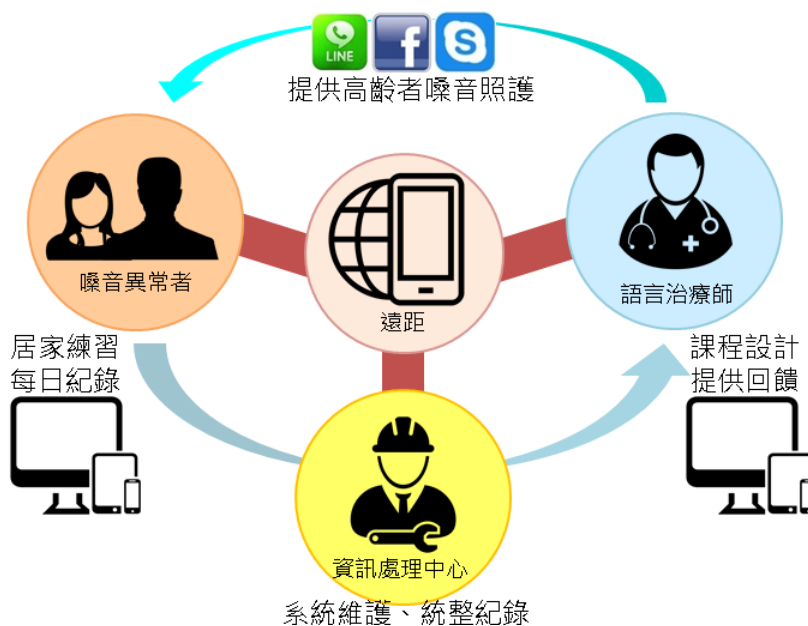 LINE
f
S
提供高齡者嗓音照護
嗓音異常者
遠距
語言治療師
居家練習
每日紀錄
課程設計
提供回饋
資訊處理中心
系統維護、統整紀錄